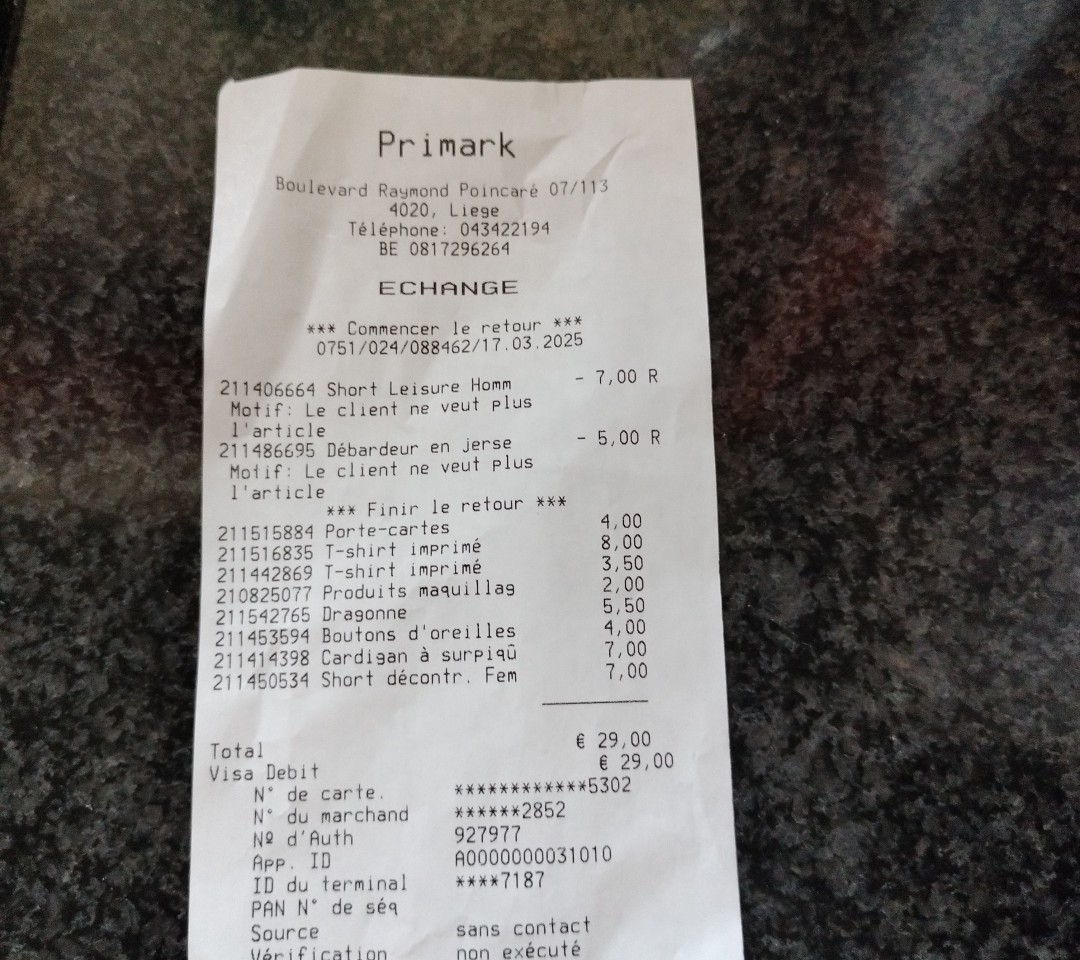 Primark
Boulevard Raymond Poincaré 07/113
4020, Liege
Téléphone: 043422194
BE 0817296264
ECHANGE
*** Commencer le retour ***
0751/024/088462/17.03.2025
211406664 Short Leisure Homm - 7,00 R
Motif: Le client ne veut plus
l'article
211486695 Débardeur en jerse - 5,00 R
Motif: Le client ne veut plus
l'article
*** Finir le retour ***
211515884 Porte-cartes 4,00
211516835 T-shirt imprimé 8,00
211442869 T-shirt imprimé 3,50
210825077 Produits maquillag 2,00
211542765 Dragonne 5,50
211453594 Boutons d'oreilles 4,00
211414398 Cardigan à surpiqû 7,00
211450534 Short décontr. Fem 7,00
Total € 29,00
Visa Debit € 29,00
N° de carte. ************5302
N° du marchand ******2852
Nº d'Auth 927977
App. ID A0000000031010
ID du terminal ****7187
PAN N° de séq
Source sans contact
Vérification non exécuté